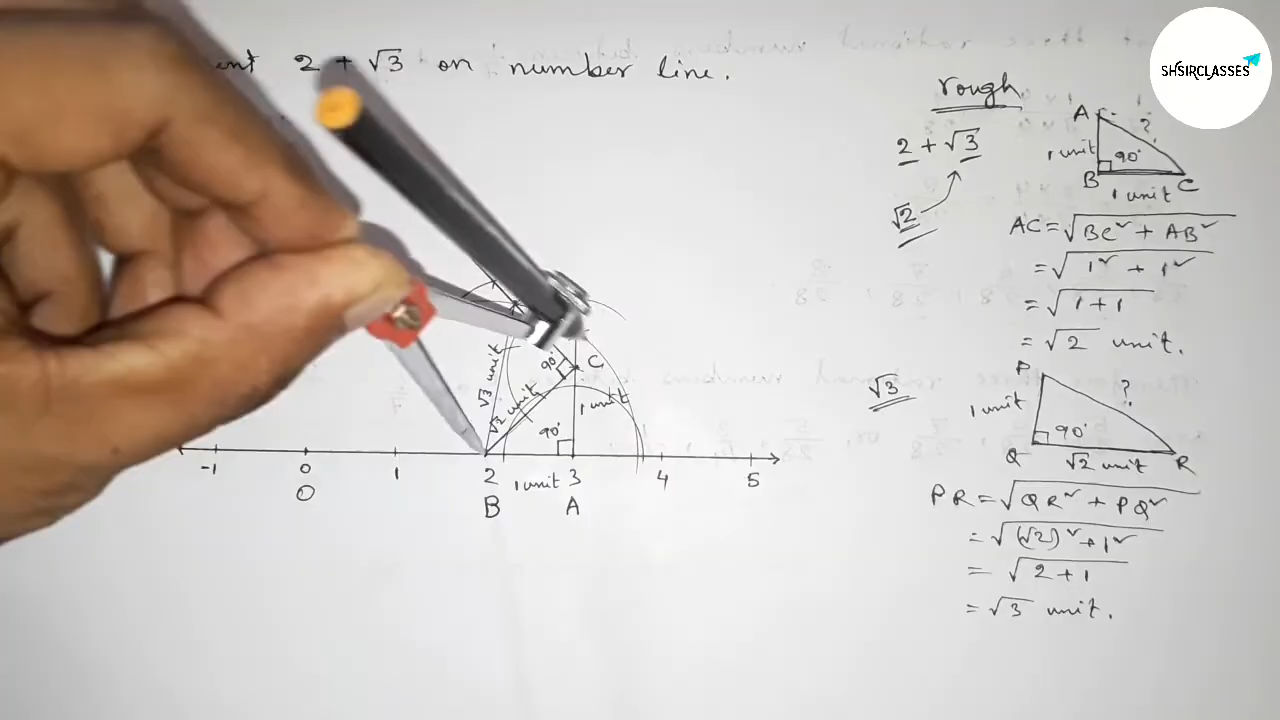 2 + √3 on number line.
SHSIRCLASSES
rough
2 + √3
√2
A
?
1 unit
90°
B
C
1 unit
AC = √BC² + AB²
= √1² + 1²
= √1 + 1
= √2 unit.
√3
P
?
1 unit
90°
Q
√2 unit
R
PR = √QR² + PQ²
= √(√2)² + 1²
= √2 + 1
= √3 unit.
√3 unit
√2 unit
90°
C
1 unit
90°
-1 0 1 2 1 unit 3 4 5
O B A